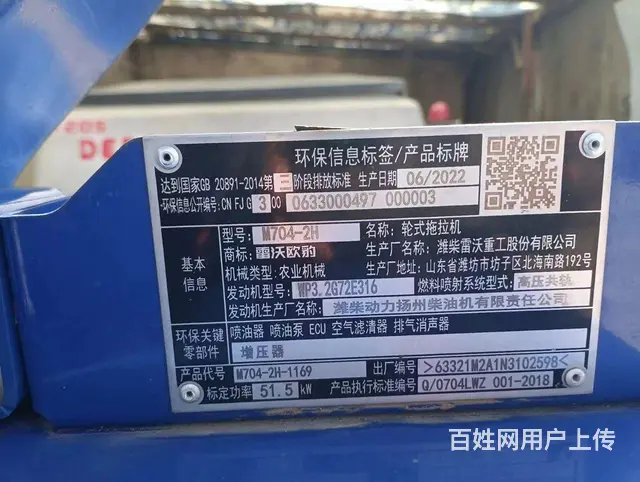 DE
环保信息标签/产品标牌
达到国家GB 20891-2014第三阶段排放标准 生产日期 06/2022
环保信息公开编号:CN FJ G3 00 0633000497 000003
基本信息
型号: M704-2H 名称: 轮式拖拉机
商标: 雷沃欧豹 生产厂名称: 潍柴雷沃重工股份有限公司
机械类型:农业机械 生产厂地址: 山东省潍坊市坊子区北海南路192号
发动机型号: WP3.2G72E316 燃料喷射系统型式: 高压共轨
发动机生产厂名称: 潍柴动力扬州柴油机有限责任公司
环保关键零部件
喷油器 喷油泵 ECU 空气滤清器 排气消声器
增压器
产品代号 M704-2H-1169 出厂编号 >63321M2A1N3102598<
标定功率 51.5 kW 产品执行标准编号 Q/0704LWZ 001-2018
百姓网用户上传